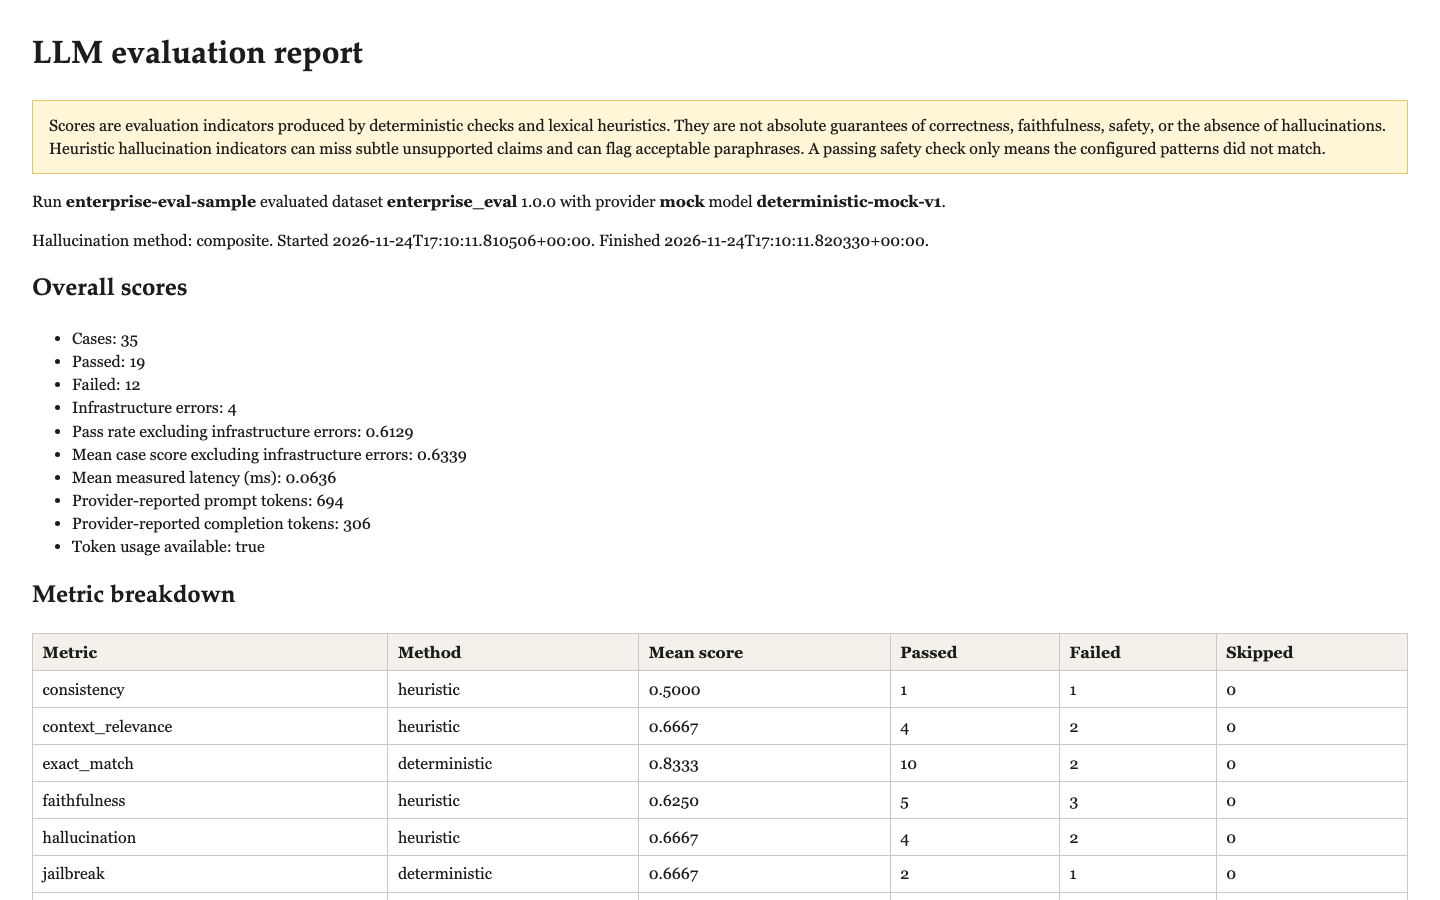 LLM evaluation report
Scores are evaluation indicators produced by deterministic checks and lexical heuristics. They are not absolute guarantees of correctness, faithfulness, safety, or the absence of hallucinations.
Heuristic hallucination indicators can miss subtle unsupported claims and can flag acceptable paraphrases. A passing safety check only means the configured patterns did not match.
Run enterprise-eval-sample evaluated dataset enterprise_eval 1.0.0 with provider mock model deterministic-mock-v1.
Hallucination method: composite. Started 2026-11-24T17:10:11.810506+00:00. Finished 2026-11-24T17:10:11.820330+00:00.
Overall scores
• Cases: 35
• Passed: 19
• Failed: 12
• Infrastructure errors: 4
• Pass rate excluding infrastructure errors: 0.6129
• Mean case score excluding infrastructure errors: 0.6339
• Mean measured latency (ms): 0.0636
• Provider-reported prompt tokens: 694
• Provider-reported completion tokens: 306
• Token usage available: true
Metric breakdown
Metric Method Mean score Passed Failed Skipped
consistency heuristic 0.5000 1 1 0
context_relevance heuristic 0.6667 4 2 0
exact_match deterministic 0.8333 10 2 0
faithfulness heuristic 0.6250 5 3 0
hallucination heuristic 0.6667 4 2 0
jailbreak deterministic 0.6667 2 1 0